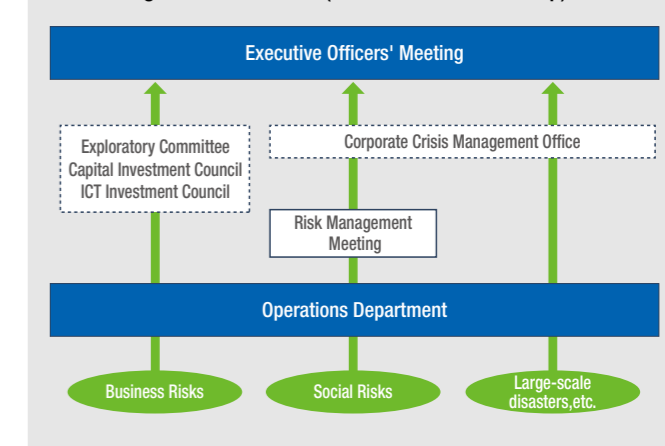 Executive Officers' Meeting
Exploratory Committee
Capital Investment Council
ICT Investment Council
Corporate Crisis Management Office
Risk Management
Meeting
Operations Department
Business Risks
Social Risks
Large-scale
disasters,etc.